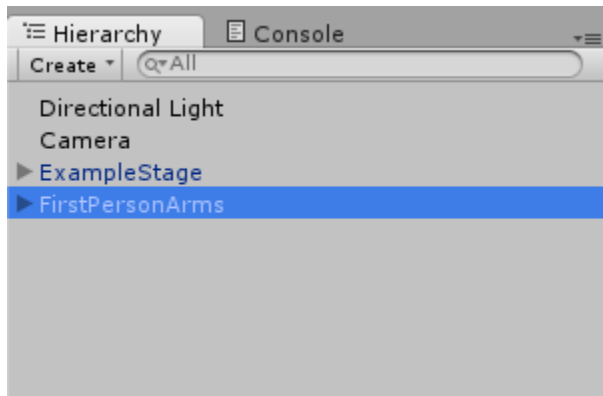 Hierarchy Console
Create All
Directional Light
Camera
ExampleStage
FirstPersonArms